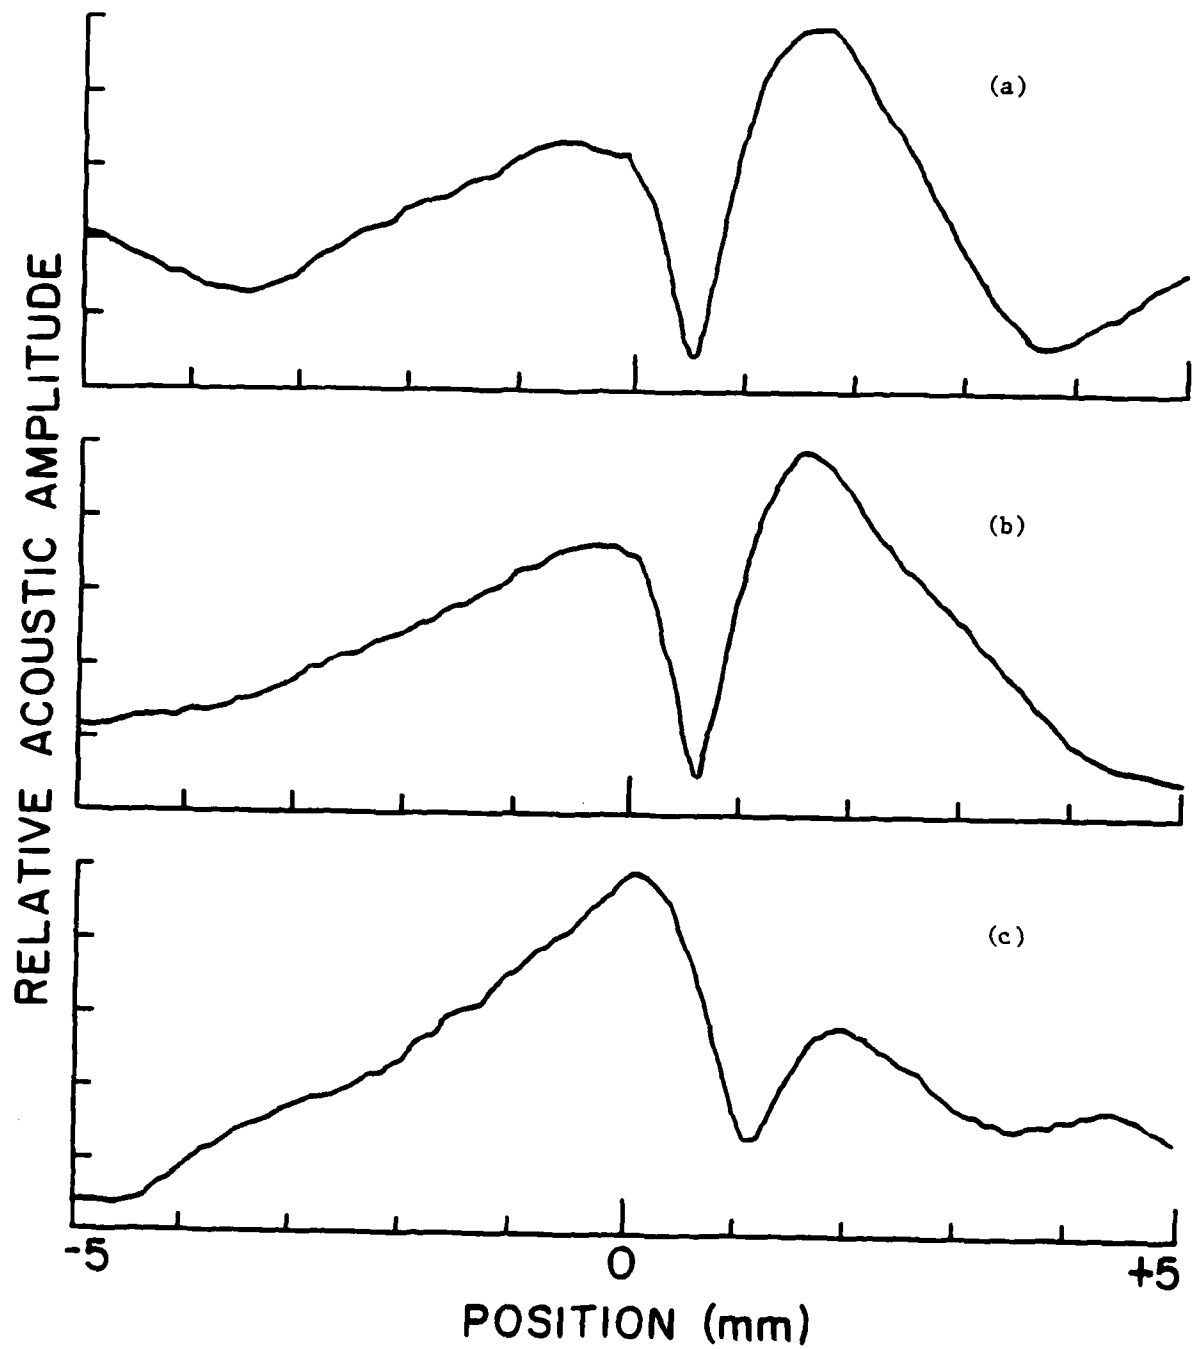 RELATIVE ACOUSTIC AMPLITUDE
(a)
(b)
(c)
-5 0 +5
POSITION (mm)